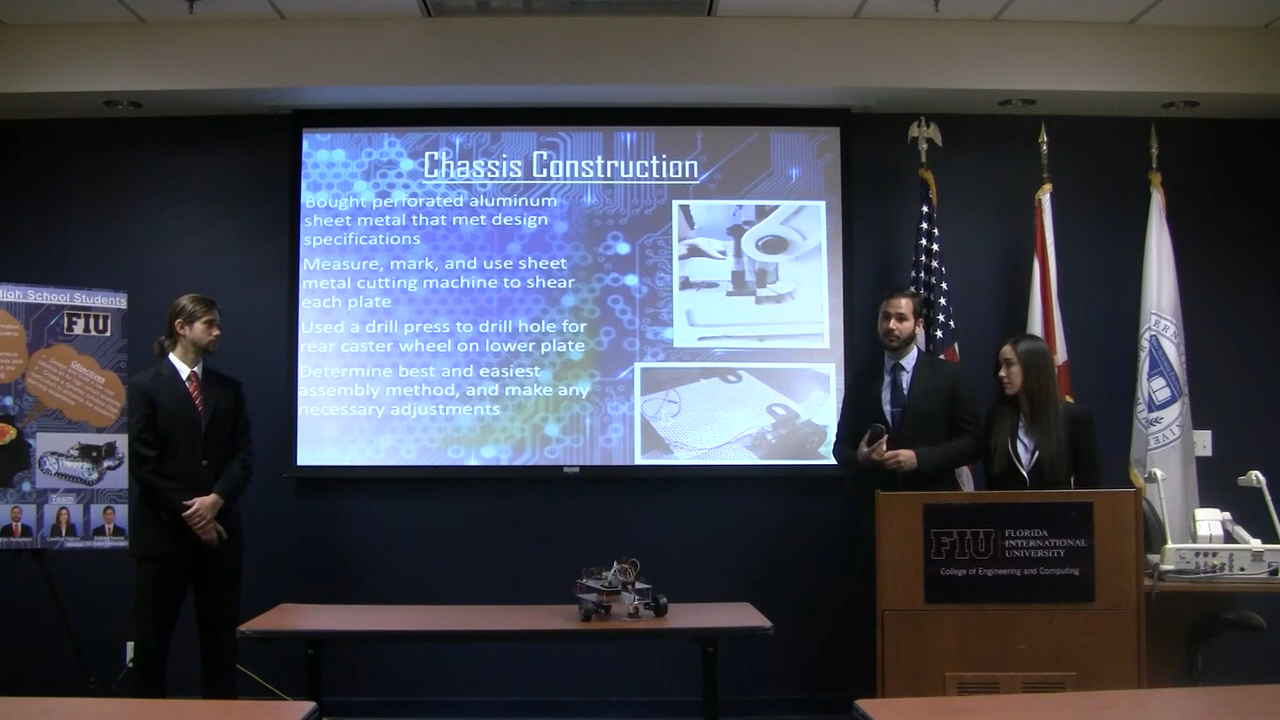 Chassis Construction
Bought perforated aluminum
sheet metal that met design
specifications
Measure, mark, and use sheet
metal cutting machine to shear
each plate
Used a drill press to drill hole for
rear caster wheel on lower plate
Determine best and easiest
assembly method, and make any
necessary adjustments
High School Students
FIU
Objectives
Team
FIU
FLORIDA
INTERNATIONAL
UNIVERSITY
College of Engineering and Computing